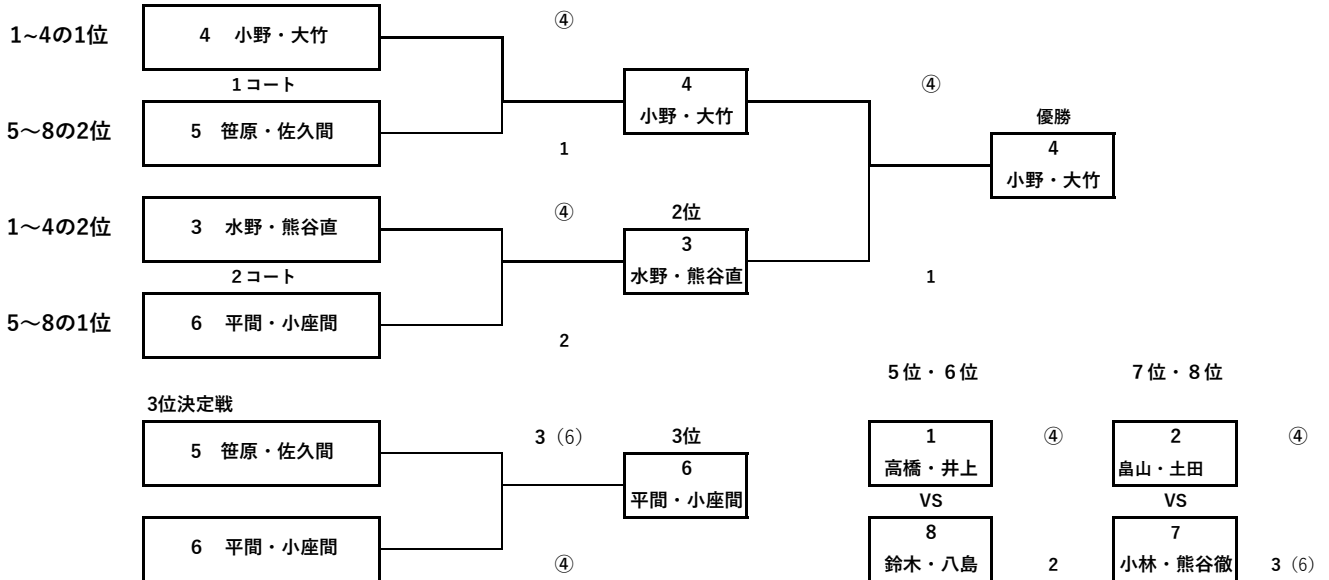 ④
1~4の1位
4　小野・大竹
1コート
4
小野・大竹
④
優勝
5～8の2位
5　笹原・佐久間
1
4
小野・大竹
1～4の2位
3　水野・熊谷直
④
2位
3
水野・熊谷直
2コート
1
5～8の1位
6　平間・小座間
2
5位・6位
7位・8位
3位決定戦
5　笹原・佐久間
3（6）
3位
6
平間・小座間
1
高橋・井上
④
2
畠山・土田
④
VS
VS
6　平間・小座間
④
8
鈴木・八島
2
7
小林・熊谷徹
3（6）